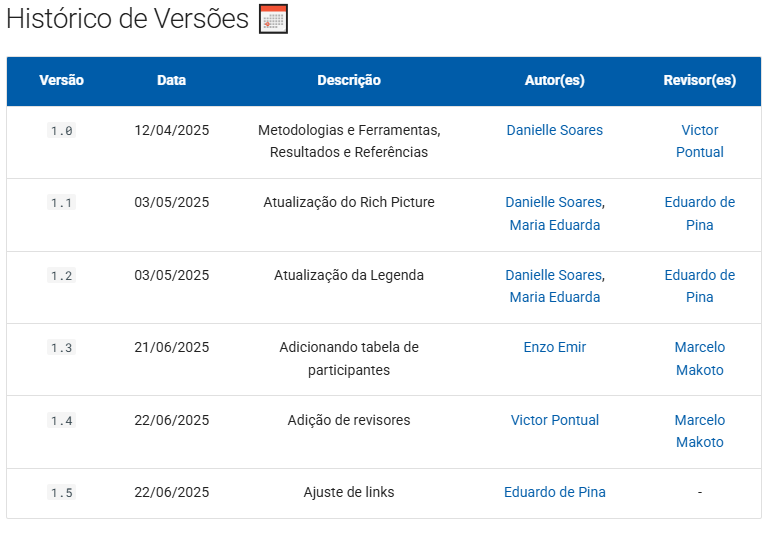 Histórico de Versões
Versão Data Descrição Autor(es) Revisor(es)
1.0 12/04/2025 Metodologias e Ferramentas, Danielle Soares Victor
Resultados e Referências Pontual
1.1 03/05/2025 Atualização do Rich Picture Danielle Soares, Eduardo de
Maria Eduarda Pina
1.2 03/05/2025 Atualização da Legenda Danielle Soares, Eduardo de
Maria Eduarda Pina
1.3 21/06/2025 Adicionando tabela de Enzo Emir Marcelo
participantes Makoto
1.4 22/06/2025 Adição de revisores Victor Pontual Marcelo
Makoto
1.5 22/06/2025 Ajuste de links Eduardo de Pina -